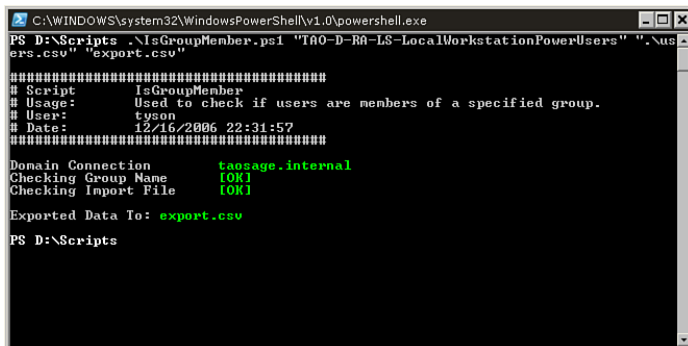 C:\WINDOWS\system32\WindowsPowerShell\v1.0\powershell.exe
PS D:\Scripts .\IsGroupMember.ps1 "TAO-D-RA-LS-LocalWorkstationPowerUsers" ".\us
ers.csv" "export.csv"
########################################
# Script IsGroupMember
# Usage: Used to check if users are members of a specified group.
# User: tyson
# Date: 12/16/2006 22:31:57
########################################
Domain Connection taosage.internal
Checking Group Name [OK]
Checking Import File [OK]
Exported Data To: export.csv
PS D:\Scripts